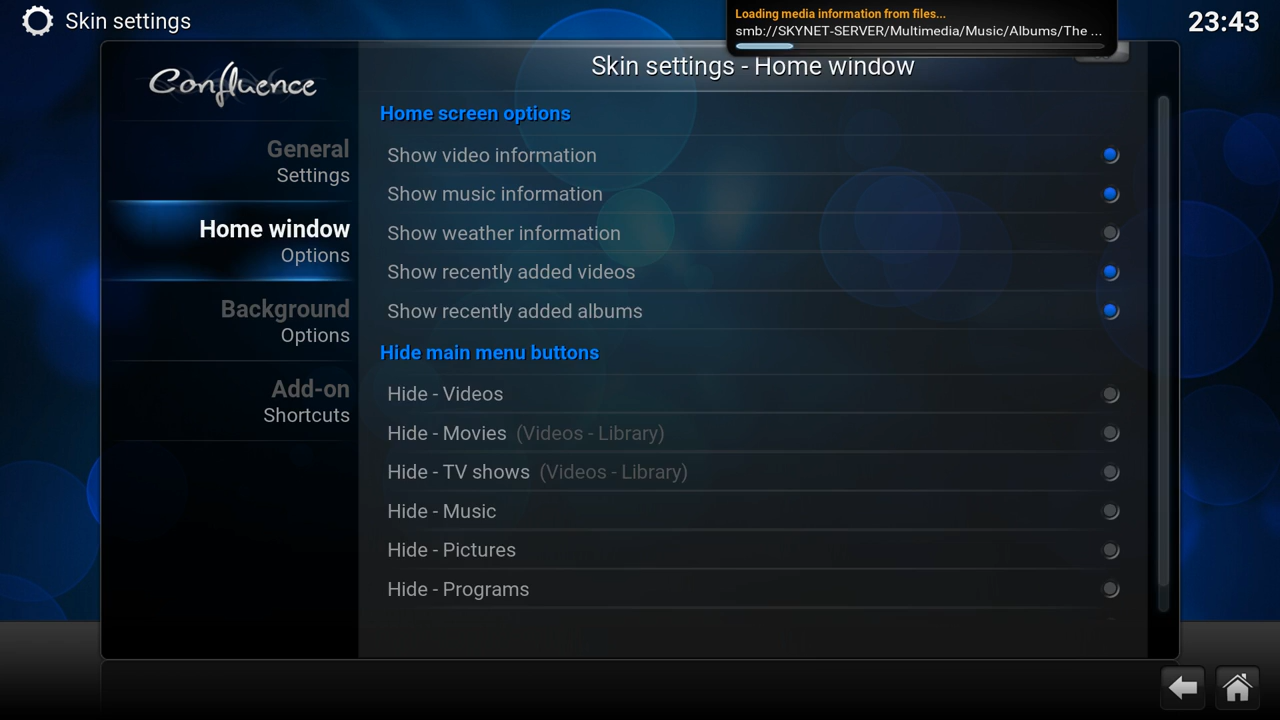 Skin settings
Loading media information from files...
smb://SKYNET-SERVER/Multimedia/Music/Albums/The ...
23:43
Confluence
Skin settings - Home window
General
Settings
Home window
Options
Background
Options
Add-on
Shortcuts
Home screen options
Show video information
Show music information
Show weather information
Show recently added videos
Show recently added albums
Hide main menu buttons
Hide - Videos
Hide - Movies (Videos - Library)
Hide - TV shows (Videos - Library)
Hide - Music
Hide - Pictures
Hide - Programs